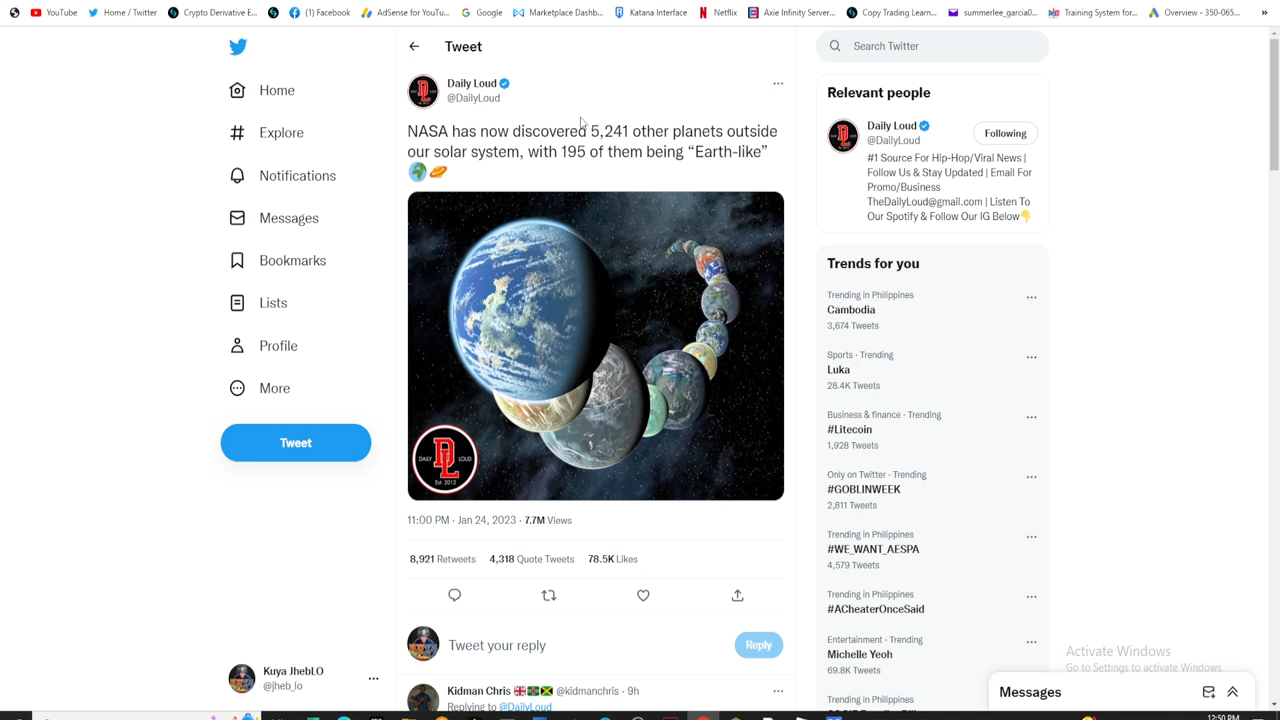 YouTube
Home / Twitter
Crypto Derivative E...
(1) Facebook
AdSense for YouTu...
Google
Marketplace Dashb...
Katana Interface
Netflix
Axie Infinity Server...
Copy Trading Learn...
summerlee_garcia0...
Training System for...
Overview - 350-065...
»
Home
Explore
Notifications
Messages
Bookmarks
Lists
Profile
More
Tweet
Kuya JhebLO
@jheb_lo
Tweet
Daily Loud
@DailyLoud
NASA has now discovered 5,241 other planets outside
our solar system, with 195 of them being “Earth-like”
DAILY DL LOUD
Est. 2012
11:00 PM · Jan 24, 2023 · 7.7M Views
8,921 Retweets 4,318 Quote Tweets 78.5K Likes
Tweet your reply
Reply
Kidman Chris @kidmanchris · 9h
Replying to @DailyLoud
Search Twitter
Relevant people
Daily Loud
@DailyLoud
Following
#1 Source For Hip-Hop/Viral News |
Follow Us & Stay Updated | Email For
Promo/Business
TheDailyLoud@gmail.com | Listen To
Our Spotify & Follow Our IG Below
Trends for you
Trending in Philippines
Cambodia
3,674 Tweets
Sports · Trending
Luka
28.4K Tweets
Business & finance · Trending
#Litecoin
1,928 Tweets
Only on Twitter · Trending
#GOBLINWEEK
2,811 Tweets
Trending in Philippines
#WE_WANT_AESPA
4,579 Tweets
Trending in Philippines
#ACheaterOnceSaid
Entertainment · Trending
Michelle Yeoh
69.8K Tweets
Trending in Philippines
Activate Windows
Go to Settings to activate Windows.
Messages
12:50 PM